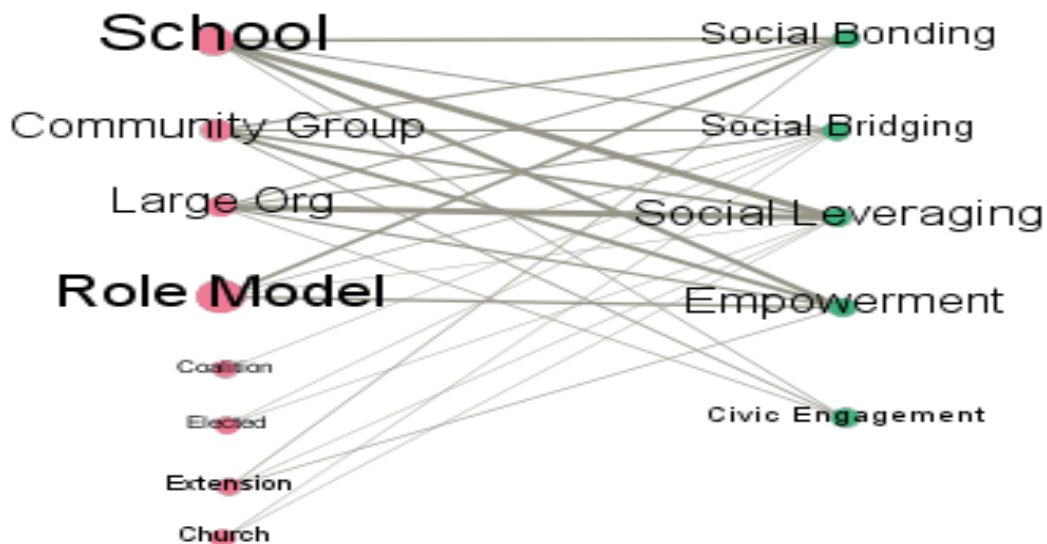 School
Community Group
Large Org
Role Model
Coalition
Elected
Extension
Church
Social Bonding
Social Bridging
Social Leveraging
Empowerment
Civic Engagement